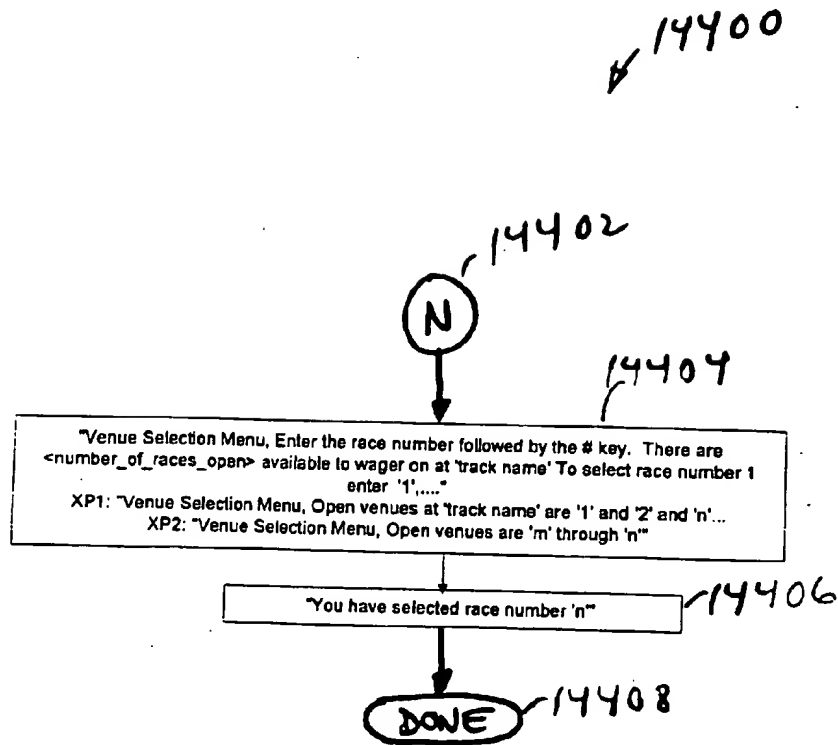 14400
14402
N
14404
"Venue Selection Menu, Enter the race number followed by the # key. There are
<number_of_races_open> available to wager on at 'track name' To select race number 1
enter '1',...."
XP1: "Venue Selection Menu, Open venues at 'track name' are '1' and '2' and 'n'...
XP2: "Venue Selection Menu, Open venues are 'm' through 'n'"
"You have selected race number 'n'"
14406
DONE
14408